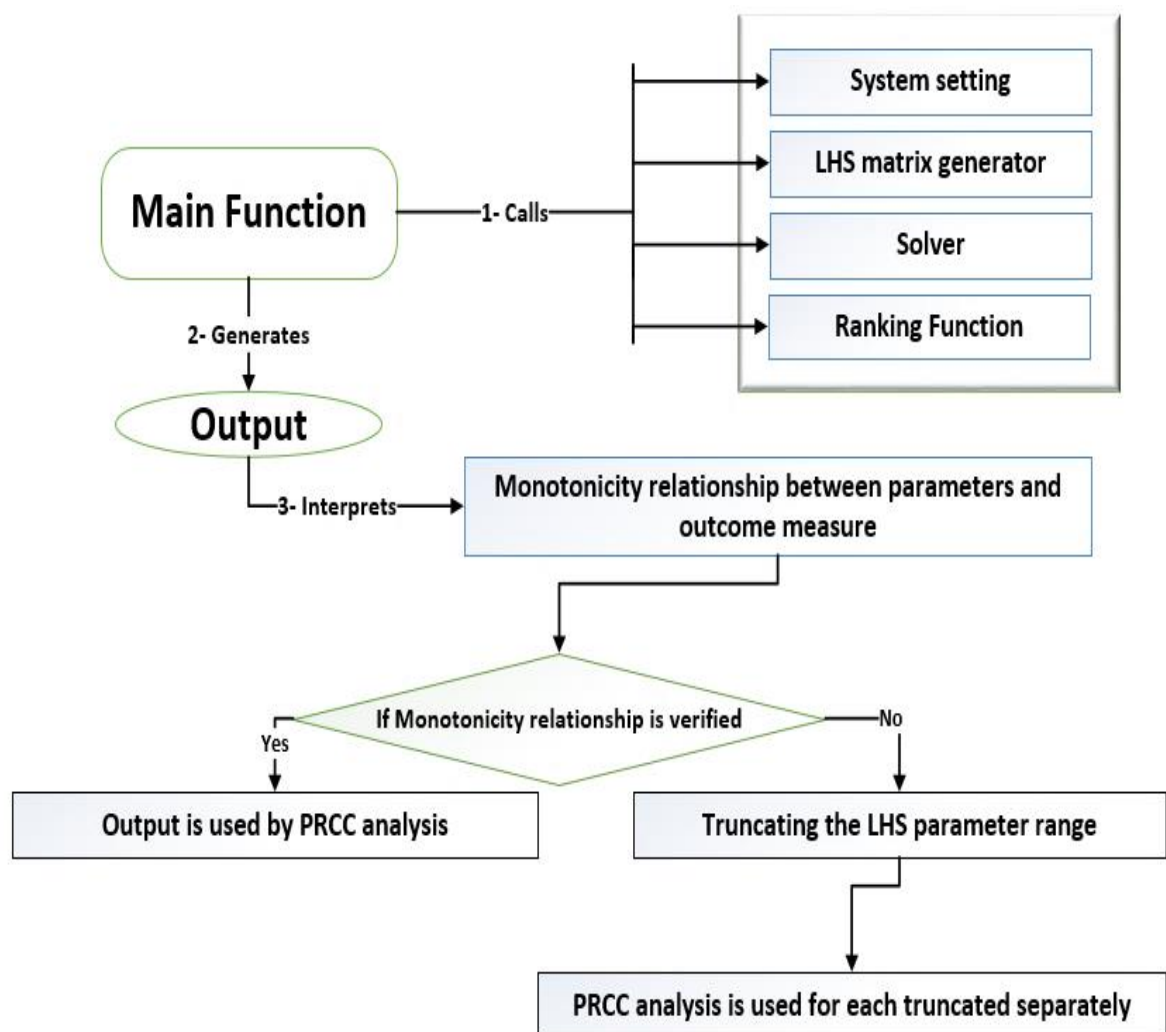 System setting
LHS matrix generator
Main Function
1- Calls
Solver
Ranking Function
2- Generates
Output
3- Interprets
Monotonicity relationship between parameters and
outcome measure
If Monotonicity relationship is verified
Yes
No
Output is used by PRCC analysis
Truncating the LHS parameter range
PRCC analysis is used for each truncated separately